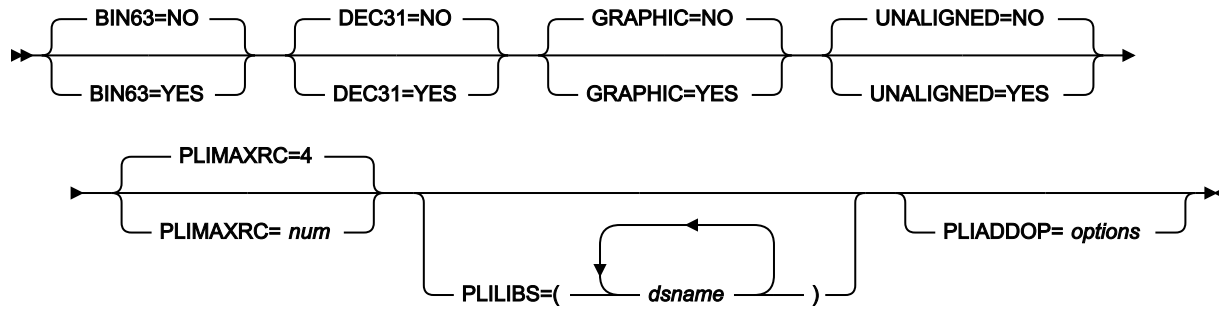 BIN63=NO DEC31=NO GRAPHIC=NO UNALIGNED=NO
BIN63=YES DEC31=YES GRAPHIC=YES UNALIGNED=YES
PLIMAXRC=4
PLIMAXRC= num PLIADDOP= options
PLILIBS=( dsname )